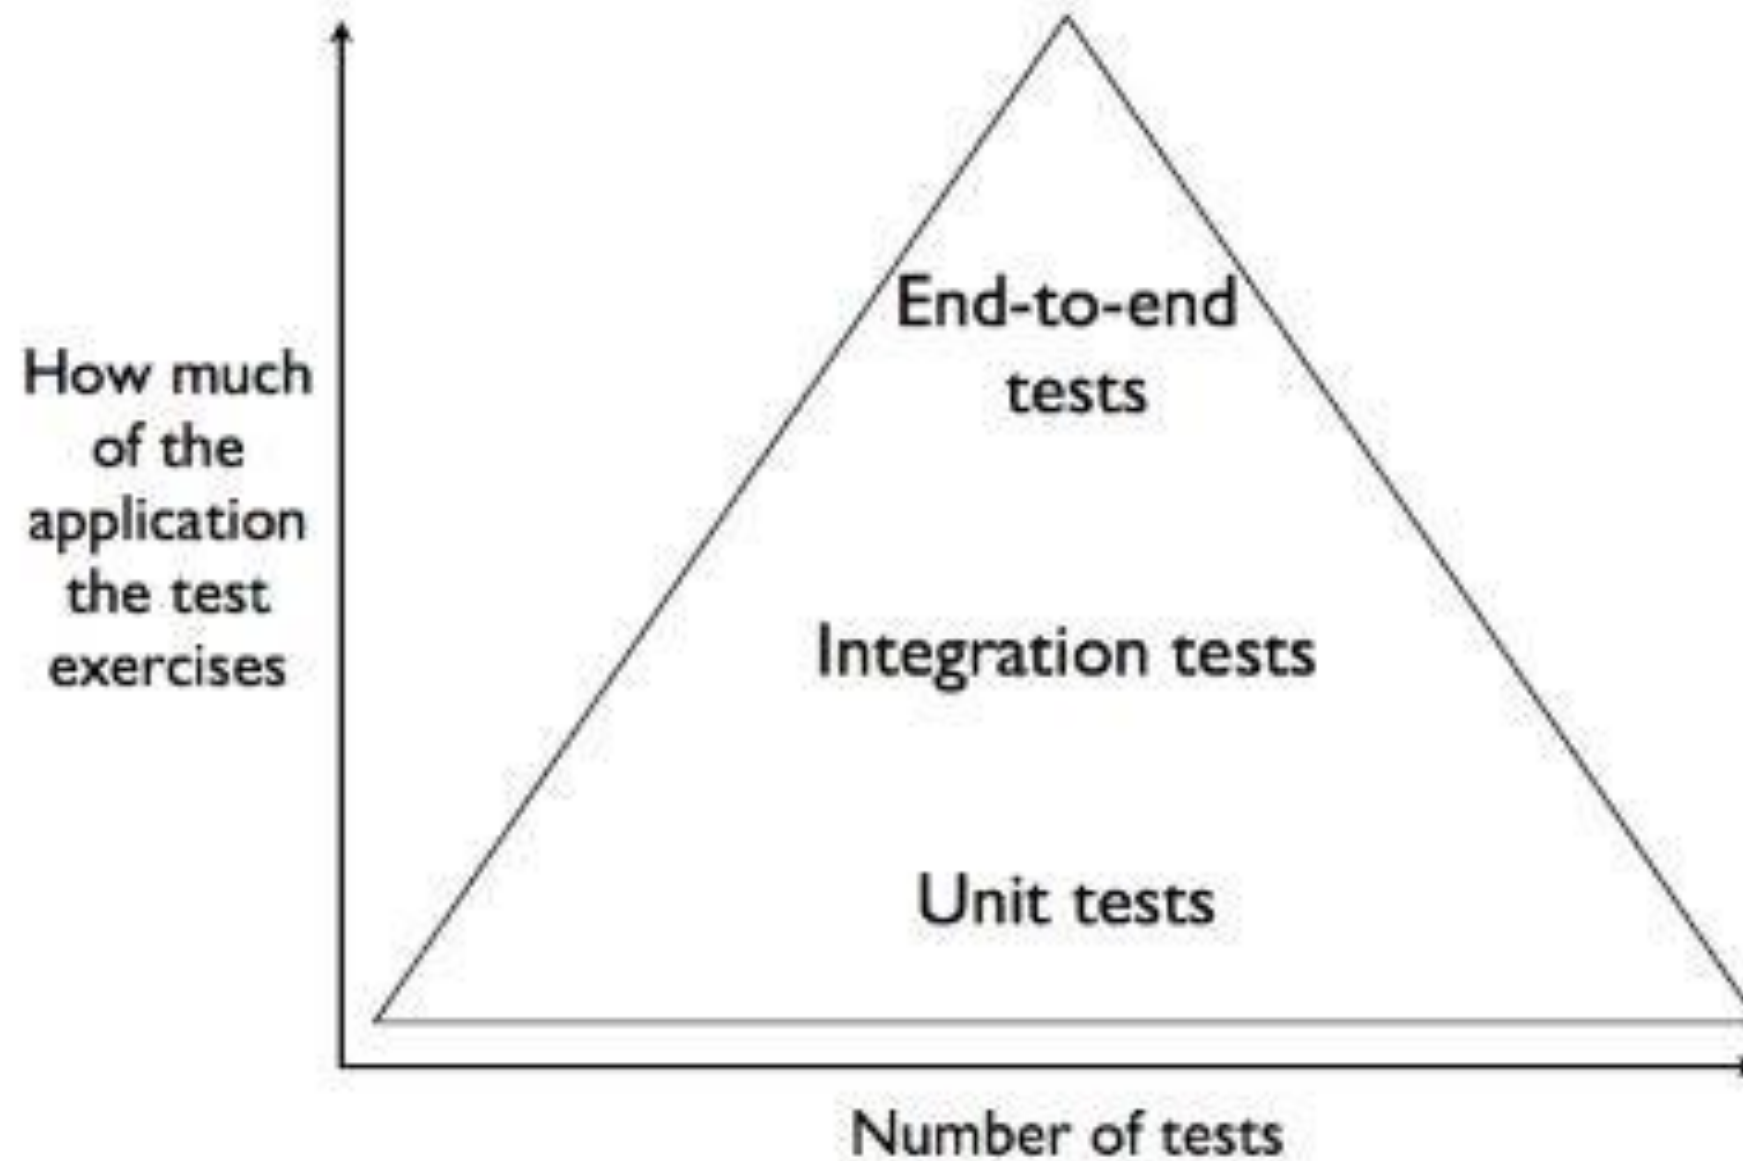 How much
of the
application
the test
exercises
End-to-end
tests
Integration tests
Unit tests
Number of tests